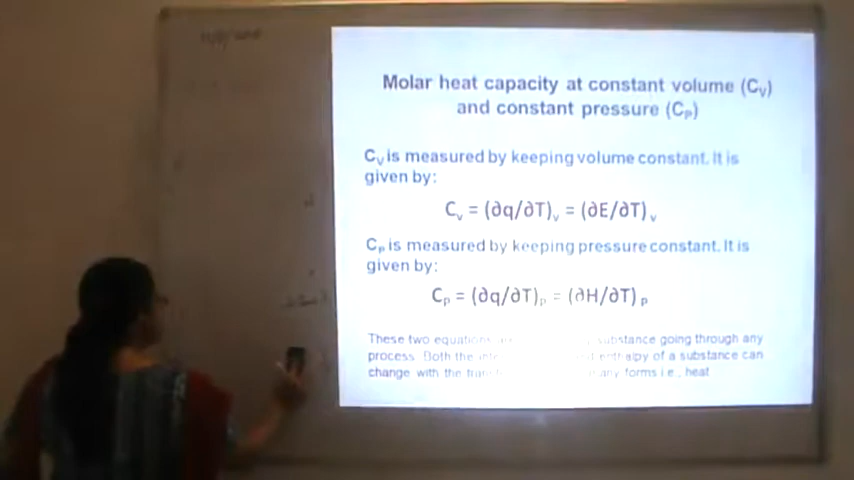 Molar heat capacity at constant volume (Cᵥ)
and constant pressure (Cₚ)
Cᵥ is measured by keeping volume constant. It is
given by:
Cᵥ = (∂q/∂T)ᵥ = (∂E/∂T)ᵥ
Cₚ is measured by keeping pressure constant. It is
given by:
Cₚ = (∂q/∂T)ₚ = (∂H/∂T)ₚ
These two equations substance going through any
process. Both the enthalpy of a substance can
change with the many forms i.e., heat